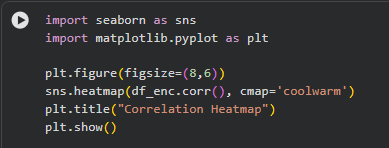 import seaborn as sns
import matplotlib.pyplot as plt
plt.figure(figsize=(8,6))
sns.heatmap(df_enc.corr(), cmap='coolwarm')
plt.title("Correlation Heatmap")
plt.show()